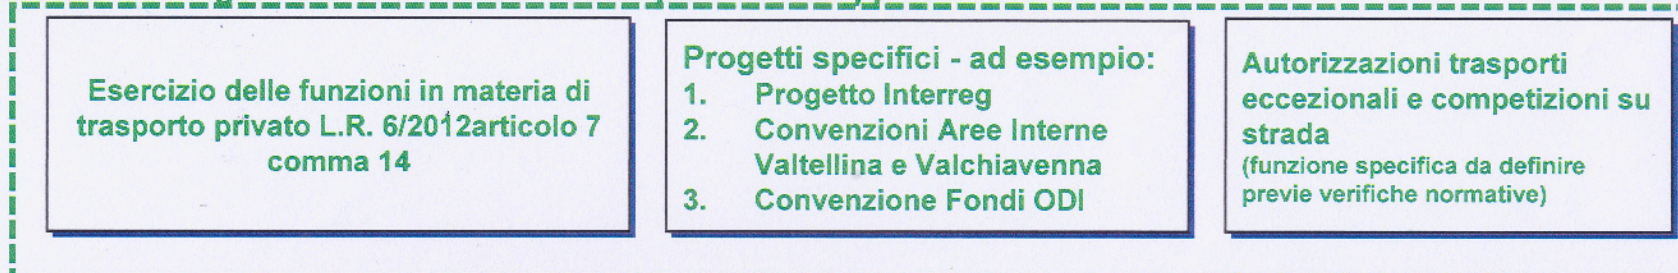 Esercizio delle funzioni in materia di
trasporto privato L.R. 6/2012articolo 7
comma 14
Progetti specifici - ad esempio:
1. Progetto Interreg
2. Convenzioni Aree Interne
Valtellina e Valchiavenna
3. Convenzione Fondi ODI
Autorizzazioni trasporti
eccezionali e competizioni su
strada
(funzione specifica da definire
previe verifiche normative)